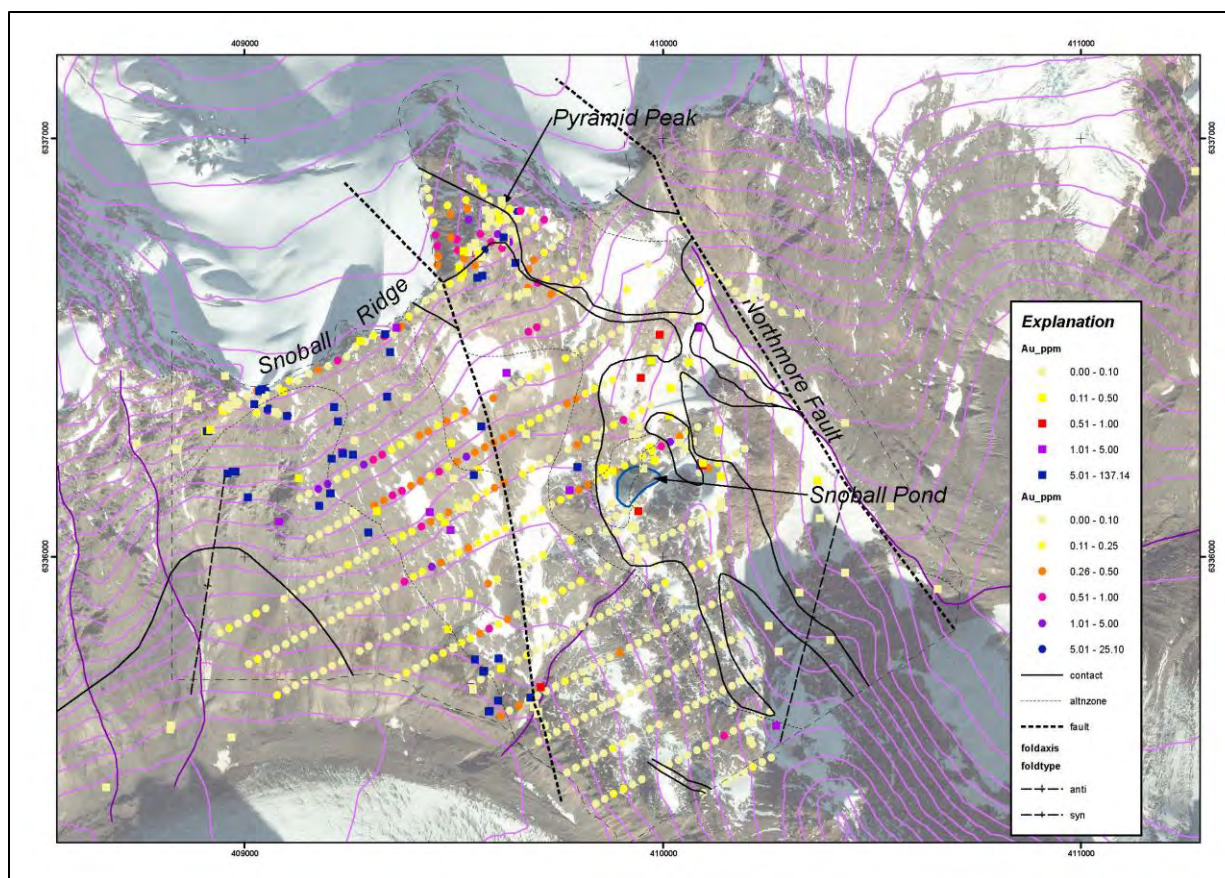 409000
410000
411000
6337000
6337000
Pyramid Peak
Snoball Ridge
Northmore Fault
Snoball Pond
6336000
6336000
Explanation
Au_ppm
0.00 - 0.10
0.11 - 0.50
0.51 - 1.00
1.01 - 5.00
5.01 - 137.14
Au_ppm
0.00 - 0.10
0.11 - 0.25
0.26 - 0.50
0.51 - 1.00
1.01 - 5.00
5.01 - 25.10
contact
altnzone
fault
foldaxis
foldtype
anti
syn
409000
410000
411000